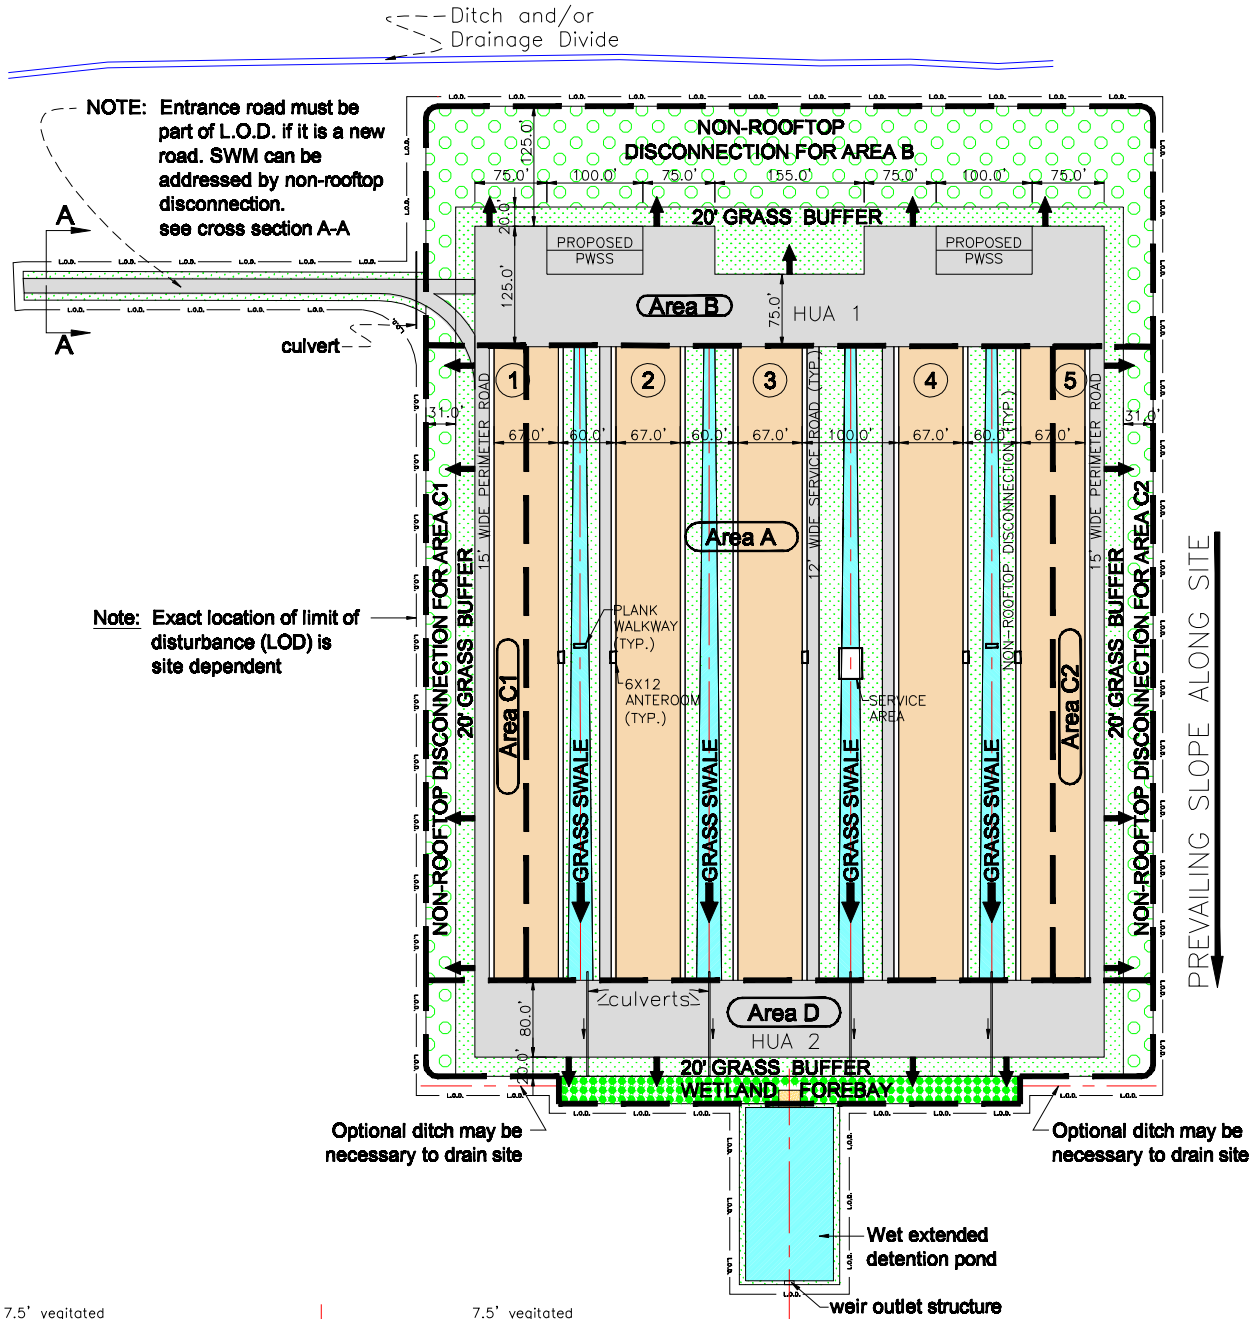 Ditch and/or
Drainage Divide
NOTE: Entrance road must be
part of L.O.D. if it is a new
road. SWM can be
addressed by non-rooftop
disconnection.
see cross section A-A
L.O.D. L.O.D. L.O.D. L.O.D. L.O.D. L.O.D. L.O.D. L.O.D.
NON-ROOFTOP
DISCONNECTION FOR AREA B
125.0'
75.0' 100.0' 75.0' 155.0' 75.0' 100.0' 75.0'
20.0'
20' GRASS BUFFER
A
A
PROPOSED
PWSS
PROPOSED
PWSS
125.0'
Area B
75.0'
HUA 1
culvert
1 2 3 4 5
31.0'
31.0'
67.0' 60.0' 67.0' 60.0' 67.0' 100.0' 67.0' 60.0' 67.0'
15' WIDE PERIMETER ROAD
12' WIDE SERVICE ROAD (TYP.)
NON-ROOFTOP DISCONNECTION (TYP.)
15' WIDE PERIMETER ROAD
NON-ROOFTOP DISCONNECTION FOR AREA C1
20' GRASS BUFFER
Area C1
Area A
Area C2
20' GRASS BUFFER
NON-ROOFTOP DISCONNECTION FOR AREA C2
PREVAILING SLOPE ALONG SITE
Note: Exact location of limit of
disturbance (LOD) is
site dependent
PLANK
WALKWAY
(TYP.)
6X12
ANTEROOM
(TYP.)
SERVICE
AREA
GRASS SWALE
GRASS SWALE
GRASS SWALE
GRASS SWALE
culverts
80.0'
Area D
HUA 2
20.0'
20' GRASS BUFFER
WETLAND FOREBAY
Optional ditch may be
necessary to drain site
Optional ditch may be
necessary to drain site
Wet extended
detention pond
weir outlet structure
7.5' vegitated
7.5' vegitated